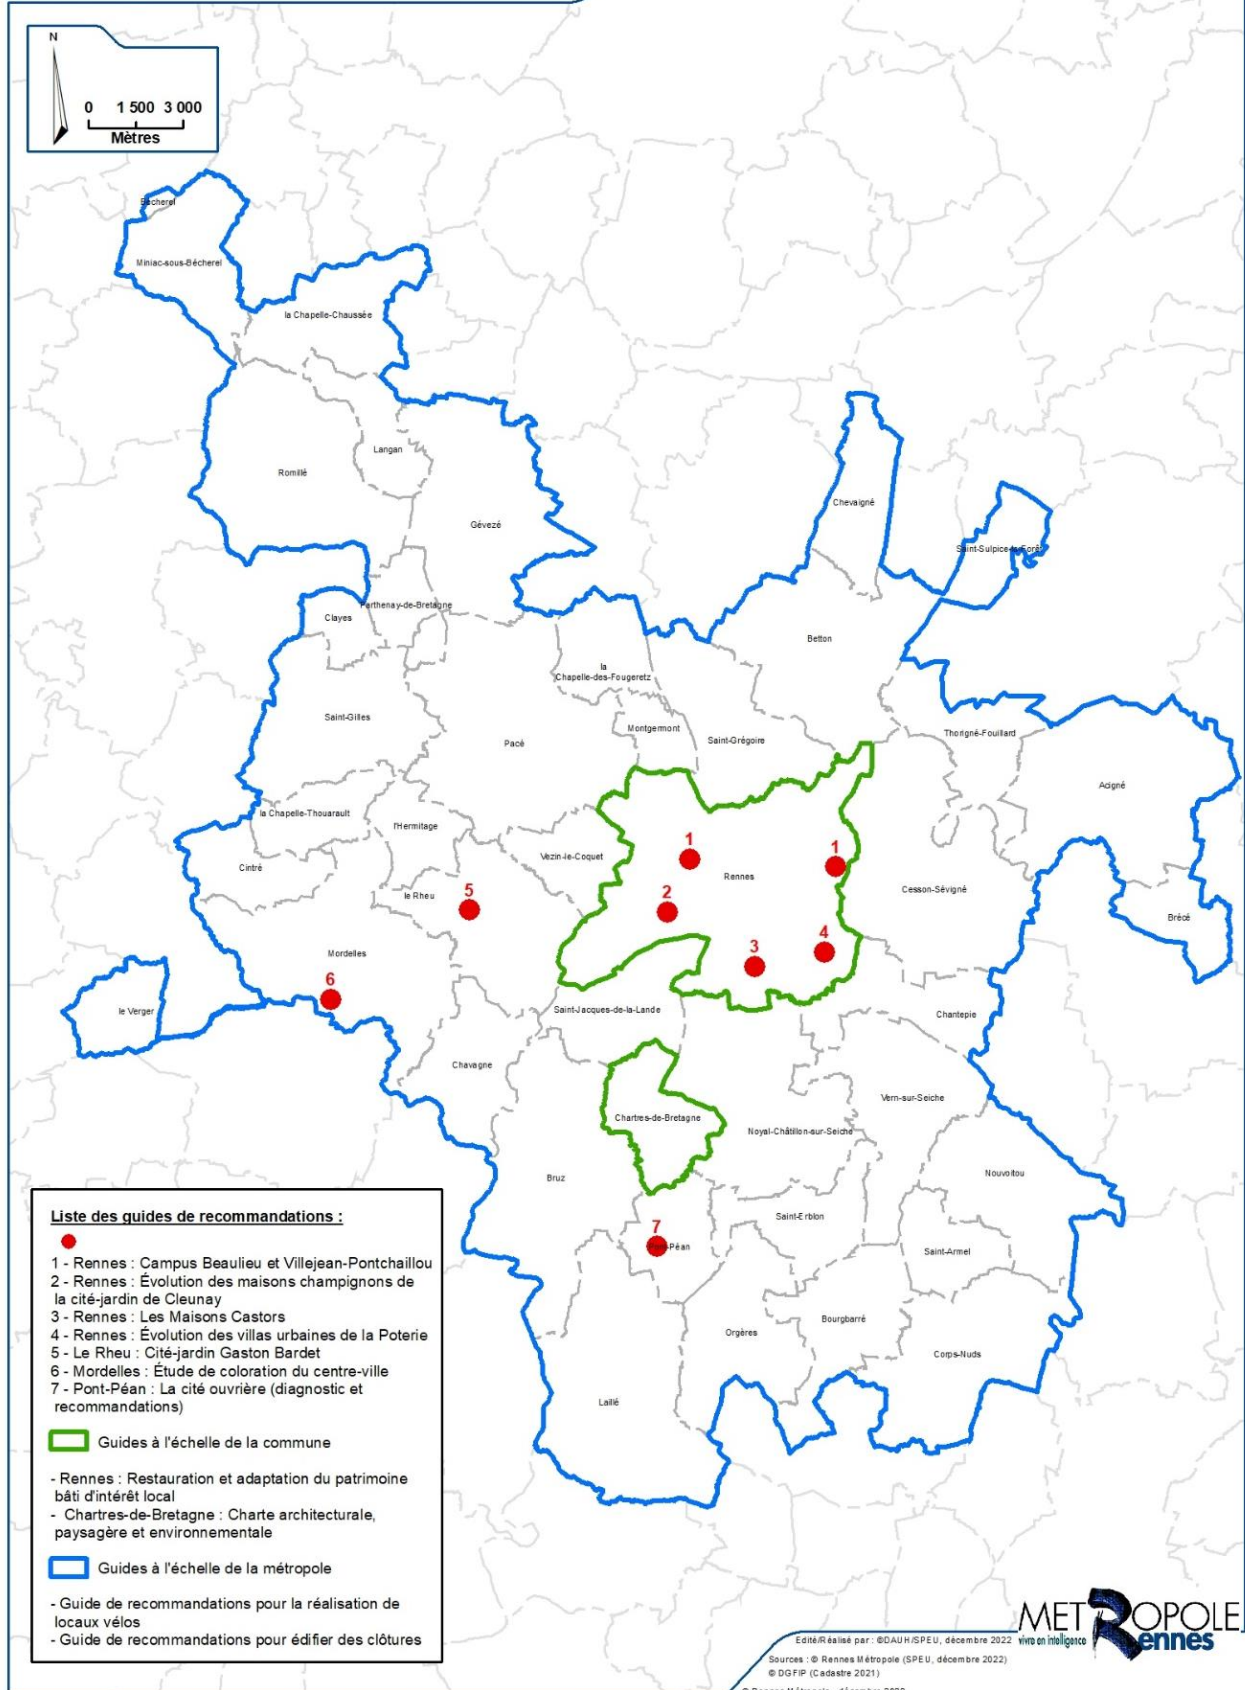 N
0 1 500 3 000
Mètres
Bécherel
Miniac-sous-Bécherel
la Chapelle-Chaussée
Langan
Romillé
Gévezé
Chevaigné
Saint-Sulpice-la-Forêt
Parthenay-de-Bretagne
Clayes
Betton
la
Chapelle-des-Fougeretz
Saint-Gilles
Montgermont
Saint-Grégoire
Thorigné-Fouillard
Pacé
Acigné
la Chapelle-Thouarault
l'Hermitage
Vezin-le-Coquet
1
1
Cintré
Rennes
Cesson-Sévigné
5
le Rheu
2
Brécé
Mordelles
3
4
6
le Verger
Saint-Jacques-de-la-Lande
Chantepie
Chavagne
Vern-sur-Seiche
Chartres-de-Bretagne
Noyal-Châtillon-sur-Seiche
Bruz
Nouvoitou
Saint-Erblon
7
Pont-Péan
Saint-Armel
Bourgbarré
Orgères
Corps-Nuds
Laillé
Liste des guides de recommandations :
1 - Rennes : Campus Beaulieu et Villejean-Pontchaillou
2 - Rennes : Évolution des maisons champignons de
la cité-jardin de Cleunay
3 - Rennes : Les Maisons Castors
4 - Rennes : Évolution des villas urbaines de la Poterie
5 - Le Rheu : Cité-jardin Gaston Bardet
6 - Mordelles : Étude de coloration du centre-ville
7 - Pont-Péan : La cité ouvrière (diagnostic et
recommandations)
Guides à l'échelle de la commune
- Rennes : Restauration et adaptation du patrimoine
bâti d'intérêt local
- Chartres-de-Bretagne : Charte architecturale,
paysagère et environnementale
Guides à l'échelle de la métropole
- Guide de recommandations pour la réalisation de
locaux vélos
- Guide de recommandations pour édifier des clôtures
METROPOLE
vivre en intelligence Rennes
Edité/Réalisé par : ©DAUH/SPEU, décembre 2022
Sources : © Rennes Métropole (SPEU, décembre 2022)
© DGFIP (Cadastre 2021)
© Rennes Métropole, décembre 2022